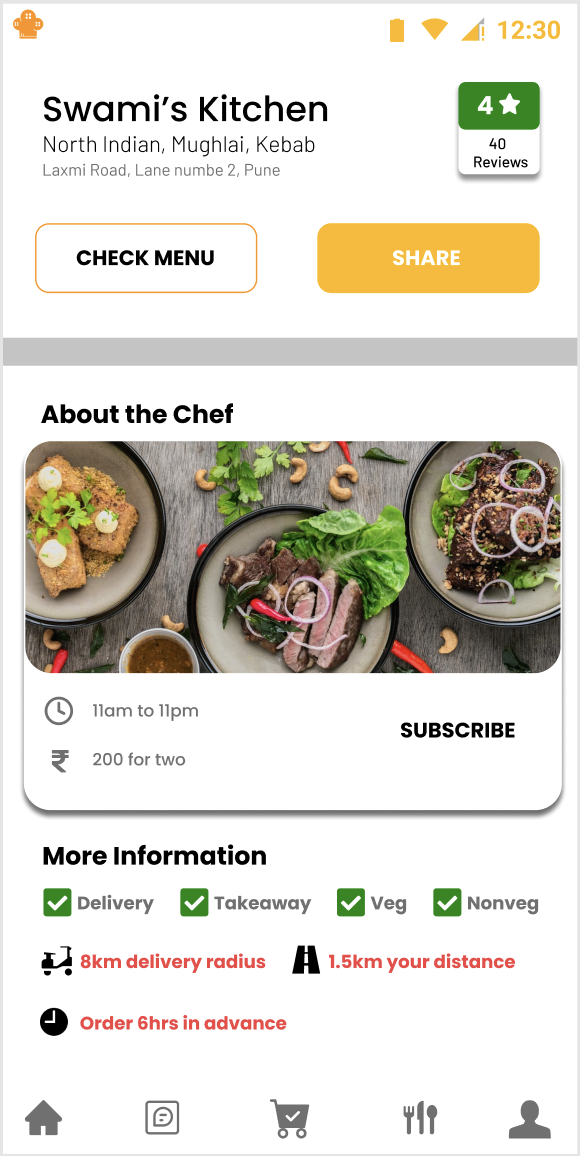 12:30
Swami’s Kitchen
North Indian, Mughlai, Kebab
Laxmi Road, Lane numbe 2, Pune
4
40
Reviews
CHECK MENU
SHARE
About the Chef
11am to 11pm
₹ 200 for two
SUBSCRIBE
More Information
Delivery Takeaway Veg Nonveg
8km delivery radius 1.5km your distance
Order 6hrs in advance